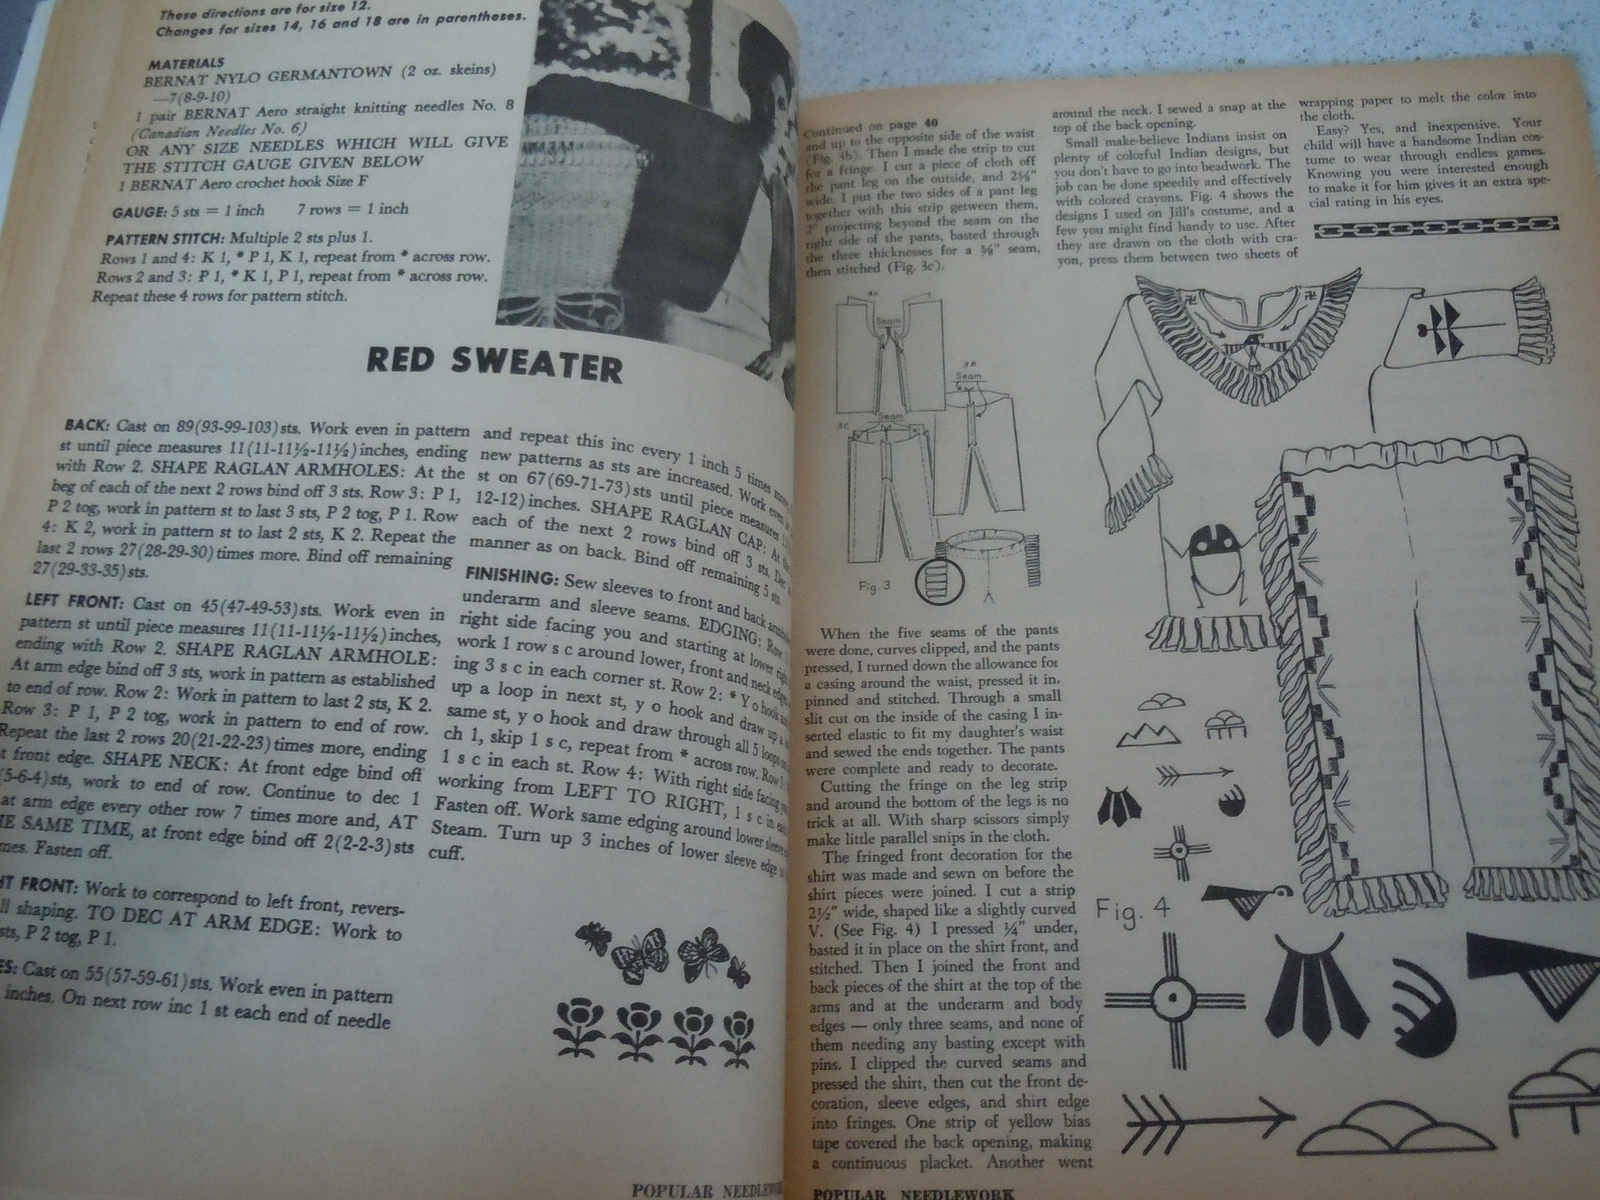 These directions are for size 12.
Changes for sizes 14, 16 and 18 are in parentheses.
MATERIALS
BERNAT NYLO GERMANTOWN (2 oz. skeins)
—7(8-9-10)
1 pair BERNAT Aero straight knitting needles No. 8
(Canadian Needles No. 6)
OR ANY SIZE NEEDLES WHICH WILL GIVE
THE STITCH GAUGE GIVEN BELOW
1 BERNAT Aero crochet hook Size F
GAUGE: 5 sts = 1 inch 7 rows = 1 inch
PATTERN STITCH: Multiple 2 sts plus 1.
Rows 1 and 4: K 1, * P 1, K 1, repeat from * across row.
Rows 2 and 3: P 1, * K 1, P 1, repeat from * across row.
Repeat these 4 rows for pattern stitch.
RED SWEATER
BACK: Cast on 89(93-99-103)sts. Work even in pattern
st until piece measures 11(11-11½-11½)inches, ending
with Row 2. SHAPE RAGLAN ARMHOLES: At the
beg of each of the next 2 rows bind off 3 sts. Row 3: P 1,
P 2 tog, work in pattern st to last 3 sts, P 2 tog, P 1. Row
4: K 2, work in pattern st to last 2 sts, K 2. Repeat the
last 2 rows 27(28-29-30)times more. Bind off remaining
27(29-33-35)sts.
LEFT FRONT: Cast on 45(47-49-53)sts. Work even in
pattern st until piece measures 11(11-11½-11½)inches,
ending with Row 2. SHAPE RAGLAN ARMHOLE:
At arm edge bind off 3 sts, work in pattern as established
to end of row. Row 2: Work in pattern to last 2 sts, K 2.
Row 3: P 1, P 2 tog, work in pattern to end of row.
Repeat the last 2 rows 20(21-22-23)times more, ending
t front edge. SHAPE NECK: At front edge bind off
(5-6-4)sts, work to end of row. Continue to dec 1
at arm edge every other row 7 times more and, AT
E SAME TIME, at front edge bind off 2(2-2-3)sts
mes. Fasten off.
HT FRONT: Work to correspond to left front, revers-
ll shaping. TO DEC AT ARM EDGE: Work to
sts, P 2 tog, P 1.
ES: Cast on 55(57-59-61)sts. Work even in pattern
inches. On next row inc 1 st each end of needle
and repeat this inc every 1 inch 5 times
new patterns as sts are increased. Work even
st on 67(69-71-73)sts until piece measures
12-12)inches. SHAPE RAGLAN CAP: At
each of the next 2 rows bind off 3 sts.
manner as on back. Bind off remaining 5 sts.
FINISHING: Sew sleeves to front and back
underarm and sleeve seams. EDGING: Row
right side facing you and starting at lower right
work 1 row s c around lower, front and neck edges
ing 3 s c in each corner st. Row 2: * Y o hook
up a loop in next st, y o hook and draw up a
same st, y o hook and draw through all 5 loops
ch 1, skip 1 s c, repeat from * across row. Row
1 s c in each st. Row 4: With right side facing
working from LEFT TO RIGHT, 1 s c in
Fasten off. Work same edging around lower sleeve
Steam. Turn up 3 inches of lower sleeve edge
cuff.
POPULAR NEEDLEWORK
Continued on page 40
and up to the opposite side of the waist
(Fig. 3b). Then I made the strip to cut
for a fringe. I cut a piece of cloth off
the pant leg on the outside, and 2⅝"
wide. I put the two sides of a pant leg
together with this strip getween them,
2" projecting beyond the seam on the
right side of the pants, basted through
the three thicknesses for a ⅝" seam,
then stitched (Fig. 3c).
3A
Seam
3B
Seam
Seam
3C
Fig. 3
When the five seams of the pants
were done, curves clipped, and the pants
pressed, I turned down the allowance for
a casing around the waist, pressed it in,
pinned and stitched. Through a small
slit cut on the inside of the casing I in-
serted elastic to fit my daughter's waist
and sewed the ends together. The pants
were complete and ready to decorate.
Cutting the fringe on the leg strip
and around the bottom of the legs is no
trick at all. With sharp scissors simply
make little parallel snips in the cloth.
The fringed front decoration for the
shirt was made and sewn on before the
shirt pieces were joined. I cut a strip
2½" wide, shaped like a slightly curved
V. (See Fig. 4) I pressed ¼" under,
basted it in place on the shirt front, and
stitched. Then I joined the front and
back pieces of the shirt at the top of the
arms and at the underarm and body
edges — only three seams, and none of
them needing any basting except with
pins. I clipped the curved seams and
pressed the shirt, then cut the front de-
coration, sleeve edges, and shirt edge
into fringes. One strip of yellow bias
tape covered the back opening, making
a continuous placket. Another went
around the neck. I sewed a snap at the
top of the back opening.
Small make-believe Indians insist on
plenty of colorful Indian designs, but
you don't have to go into beadwork. The
job can be done speedily and effectively
with colored crayons. Fig. 4 shows the
designs I used on Jill's costume, and a
few you might find handy to use. After
they are drawn on the cloth with cra-
yon, press them between two sheets of
wrapping paper to melt the color into
the cloth.
Easy? Yes, and inexpensive. Your
child will have a handsome Indian cos-
tume to wear through endless games.
Knowing you were interested enough
to make it for him gives it an extra spe-
cial rating in his eyes.
Fig. 4
POPULAR NEEDLEWORK